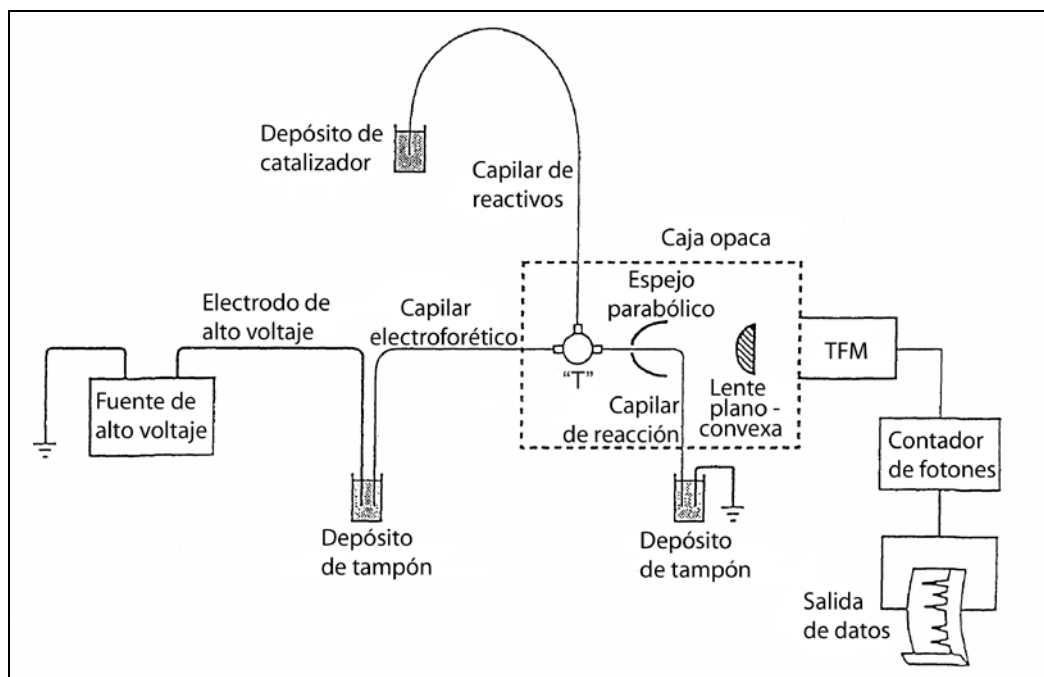 Depósito de
catalizador
Capilar de
reactivos
Caja opaca
Espejo
parabólico
Electrodo de
alto voltaje
Capilar
electroforético
TFM
"T"
Fuente de
alto voltaje
Lente
plano -
convexa
Capilar
de reacción
Contador
de fotones
Depósito
de tampón
Depósito
de tampón
Salida
de datos